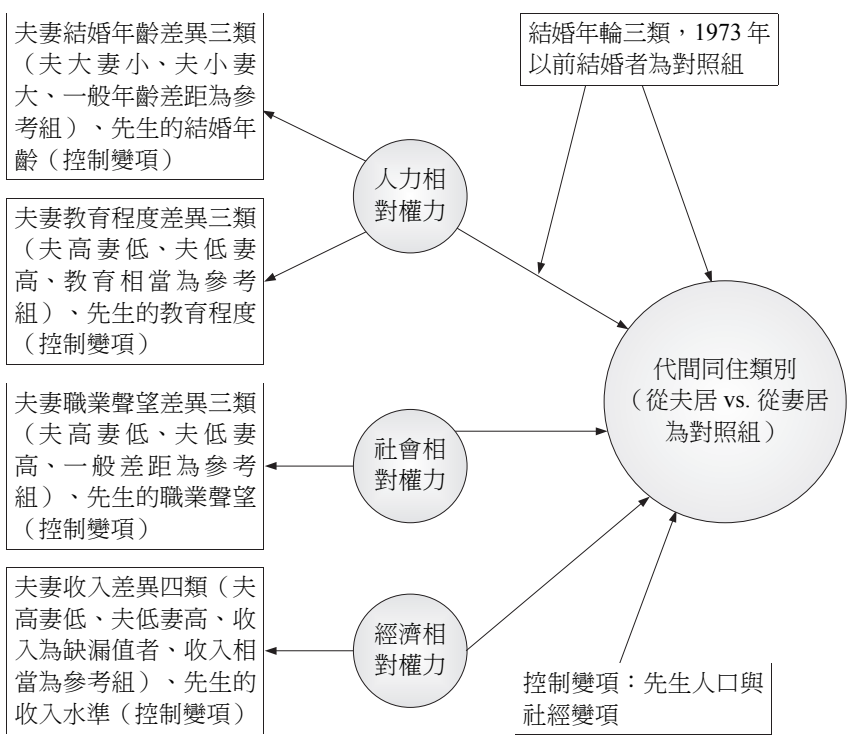 夫妻結婚年齡差異三類
（夫大妻小、夫小妻
大、一般年齡差距為參
考組）、先生的結婚年
齡（控制變項）
結婚年輪三類，1973 年
以前結婚者為對照組
人力相
對權力
夫妻教育程度差異三類
（夫高妻低、夫低妻
高、教育相當為參考
組）、先生的教育程度
（控制變項）
代間同住類別
（從夫居 vs. 從妻居
為對照組）
夫妻職業聲望差異三類
（夫高妻低、夫低妻
高、一般差距為參考
組）、先生的職業聲望
（控制變項）
社會相
對權力
夫妻收入差異四類（夫
高妻低、夫低妻高、收
入為缺漏值者、收入相
當為參考組）、先生的
收入水準（控制變項）
經濟相
對權力
控制變項：先生人口與
社經變項